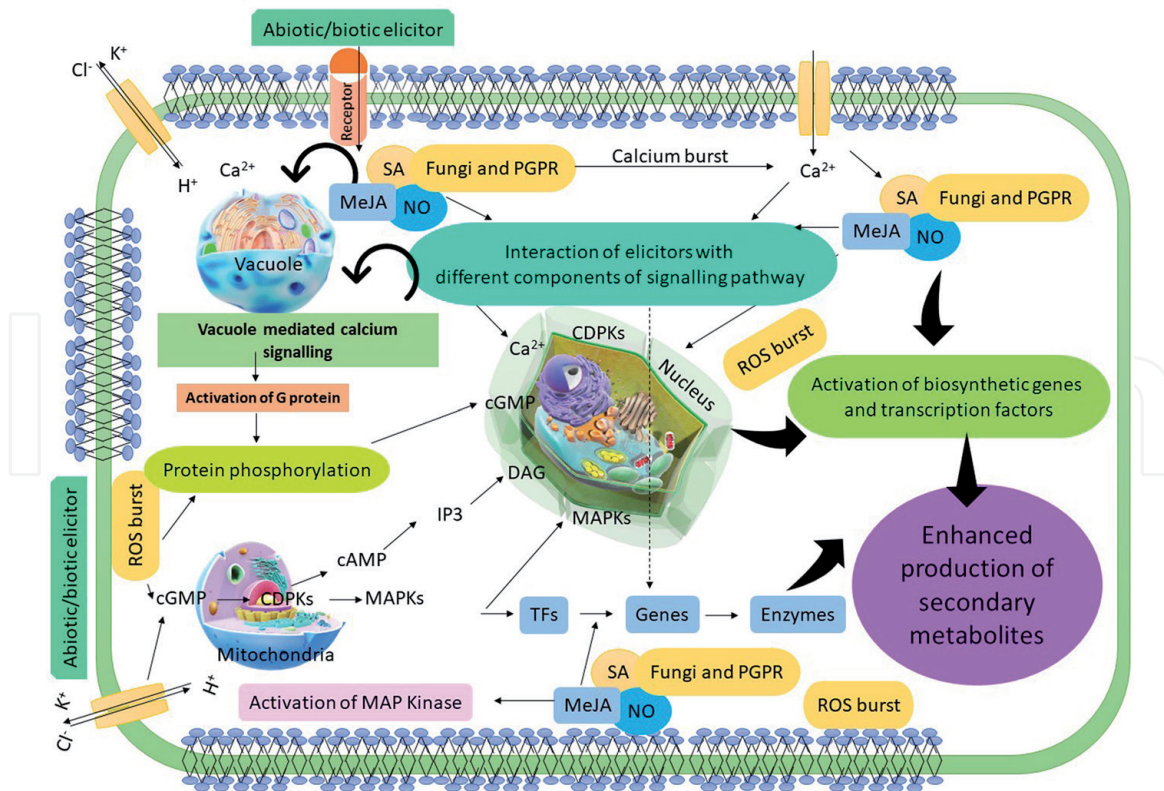 Abiotic/biotic elicitor
K+
Cl-
H+
Receptor
Ca2+
SA
Fungi and PGPR
MeJA
NO
Calcium burst
Ca2+
SA
Fungi and PGPR
MeJA
NO
Vacuole
Interaction of elicitors with
different components of signalling pathway
Vacuole mediated calcium
signalling
Activation of G protein
Protein phosphorylation
Ca2+
CDPKs
Nucleus
cGMP
DAG
MAPKs
ROS burst
Activation of biosynthetic genes
and transcription factors
Enhanced
production of
secondary
metabolites
Abiotic/biotic elicitor
ROS burst
IP3
cAMP
cGMP
CDPKs
MAPKs
Mitochondria
TFs
Genes
Enzymes
K+
Cl-
H+
Activation of MAP Kinase
SA
Fungi and PGPR
MeJA
NO
ROS burst